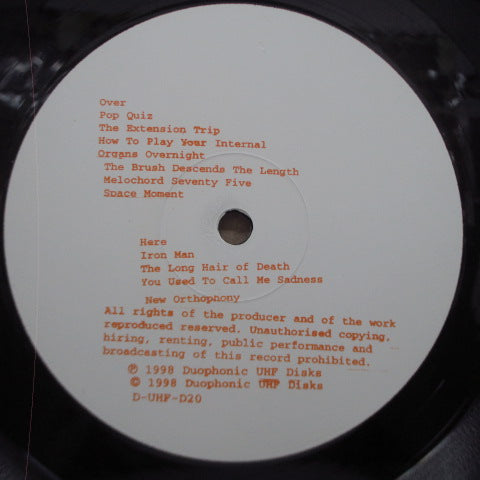 Over
Pop Quiz
The Extension Trip
How To Play Your Internal
Organs Overnight
The Brush Descends The Length
Melochord Seventy Five
Space Moment
Here
Iron Man
The Long Hair of Death
You Used To Call Me Sadness
New Orthophony
All rights of the producer and of the work
reproduced reserved. Unauthorised copying,
hiring, renting, public performance and
broadcasting of this record prohibited.
℗ 1998 Duophonic UHF Disks
© 1998 Duophonic UHF Disks
D-UHF-D20